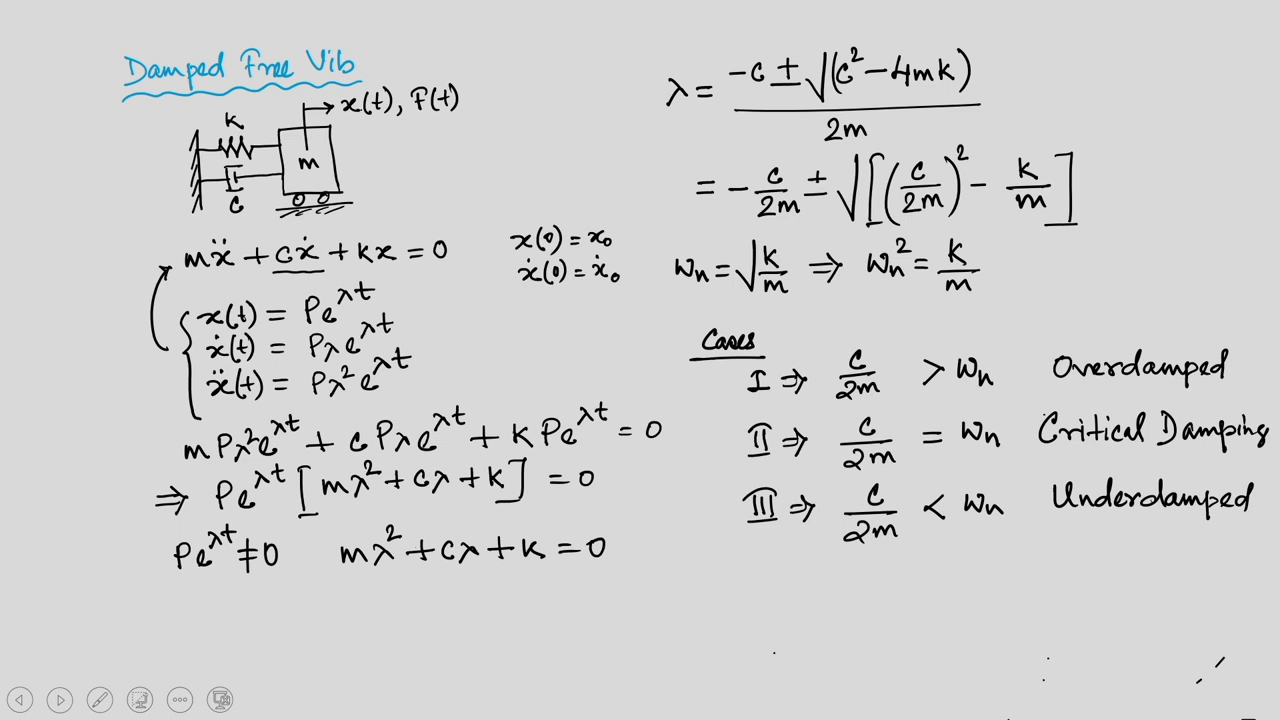 Damped Free Vib
x(t), F(t)
K
m
C
mẍ + cẋ + kx = 0
x(0) = x₀
ẋ(0) = ẋ₀
x(t) = Pe^λt
ẋ(t) = Pλe^λt
ẍ(t) = Pλ²e^λt
mPλ²e^λt + cPλe^λt + kPe^λt = 0
⇒ Pe^λt [mλ² + cλ + k] = 0
Pe^λt ≠ 0 mλ² + cλ + k = 0
λ = (-c ± √(c² - 4mk)) / 2m
= - c/2m ± √[(c/2m)² - k/m]
ωn = √(k/m) ⇒ ωn² = k/m
Cases
I ⇒ c/2m > ωn Overdamped
II ⇒ c/2m = ωn Critical Damping
III ⇒ c/2m < ωn Underdamped